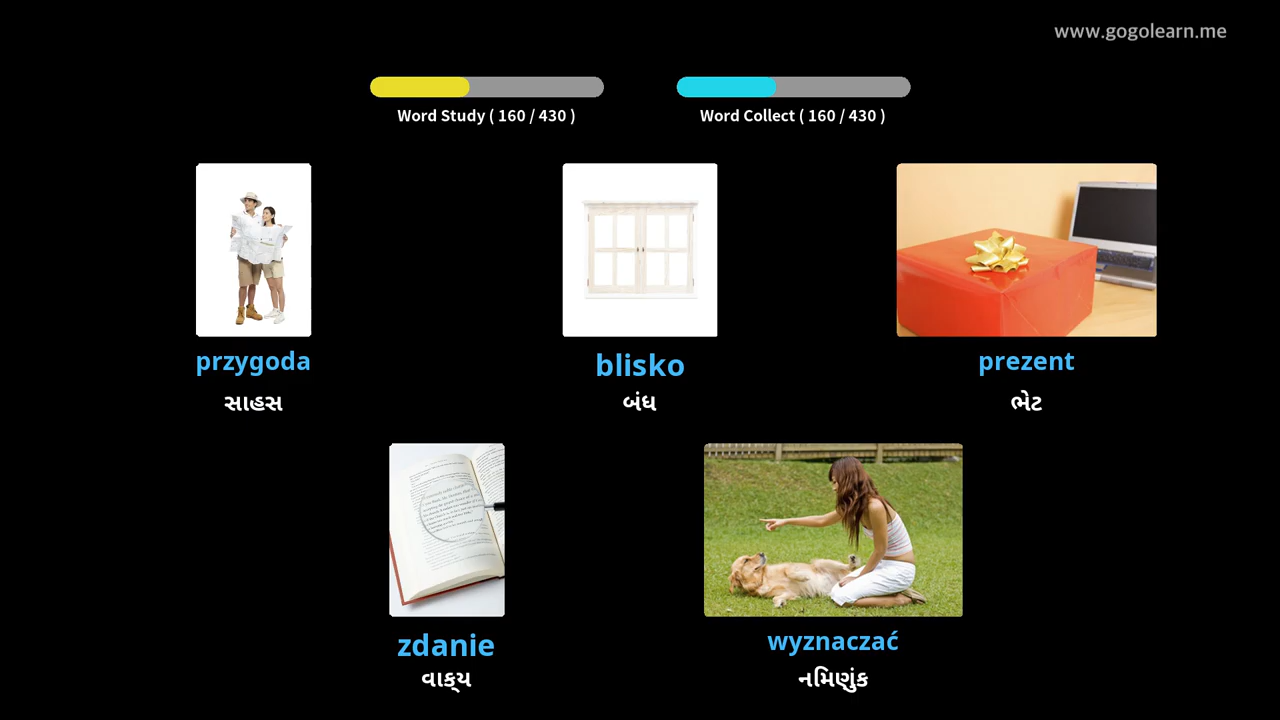 www.gogolearn.me
Word Study ( 160 / 430 )
Word Collect ( 160 / 430 )
przygoda
સાહસ
blisko
બંધ
prezent
ભેટ
zdanie
વાક્ય
wyznaczać
નમિણુંક